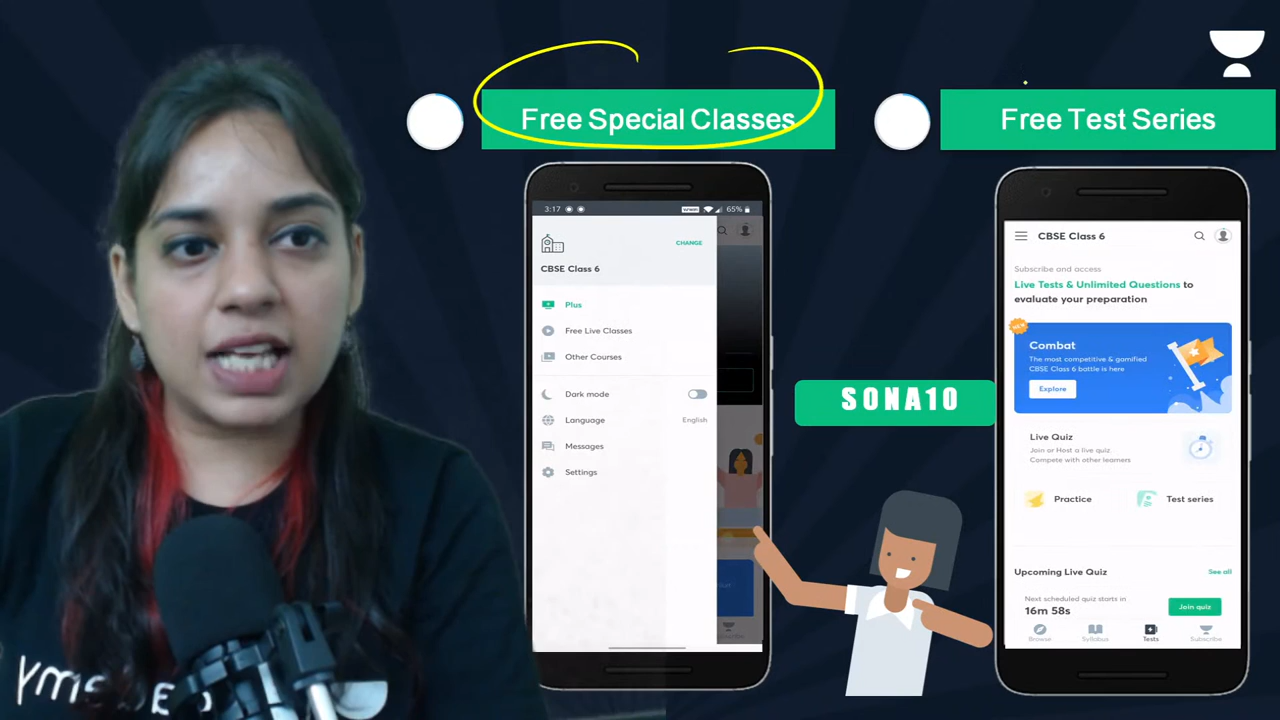 Free Special Classes
Free Test Series
3:17
65%
CHANGE
CBSE Class 6
Plus
Free Live Classes
Other Courses
Dark mode
Language English
Messages
Settings
SONA10
CBSE Class 6
Subscribe and access
Live Tests & Unlimited Questions to
evaluate your preparation
NEW
Combat
The most competitive & gamified
CBSE Class 6 battle is here
Explore
Live Quiz
Join or Host a live quiz
Compete with other learners
Practice
Test series
Upcoming Live Quiz
See all
Next scheduled quiz starts in
16m 58s
Join quiz
Browse
Syllabus
Tests
Subscribe